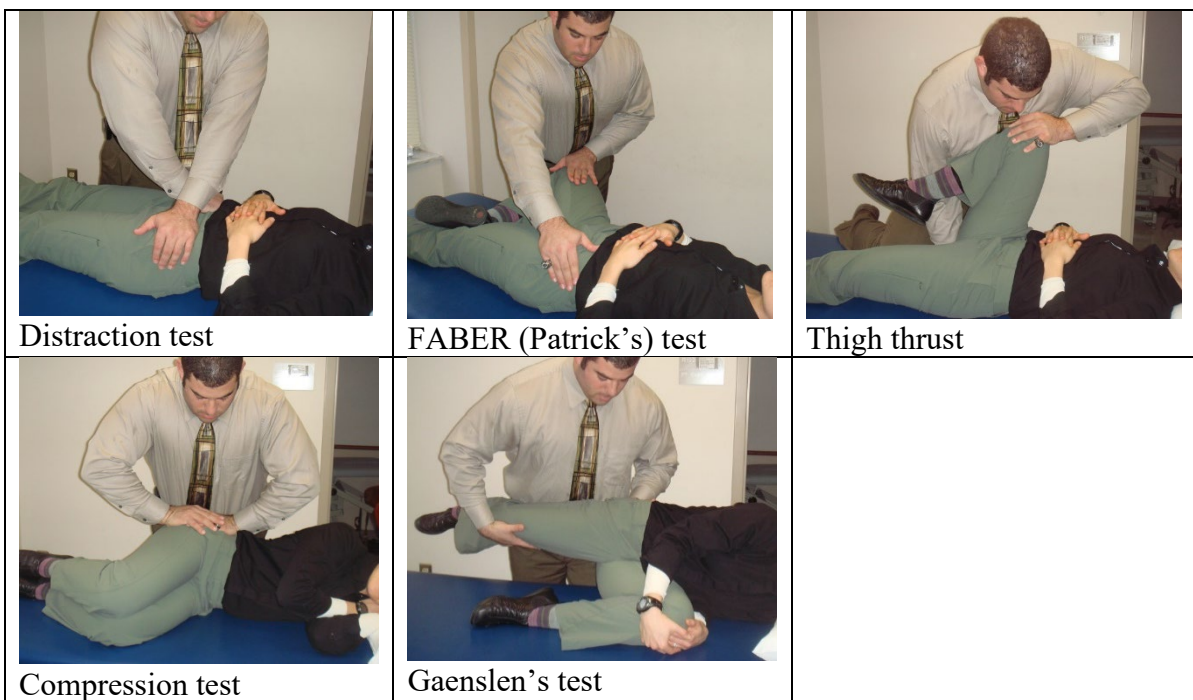 Distraction test
FABER (Patrick’s) test
Thigh thrust
Compression test
Gaenslen’s test